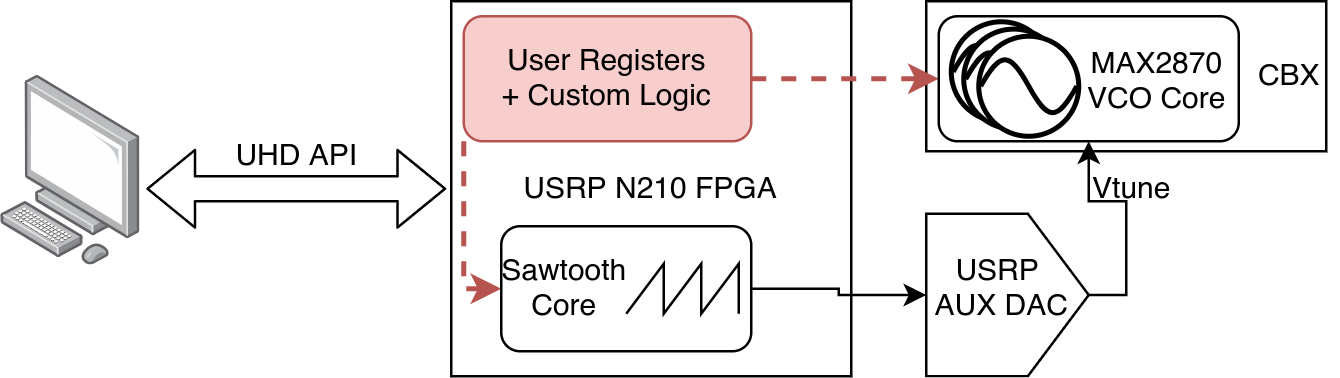 User Registers
+ Custom Logic
MAX2870
VCO Core
CBX
UHD API
USRP N210 FPGA
Vtune
Sawtooth
Core
USRP
AUX DAC